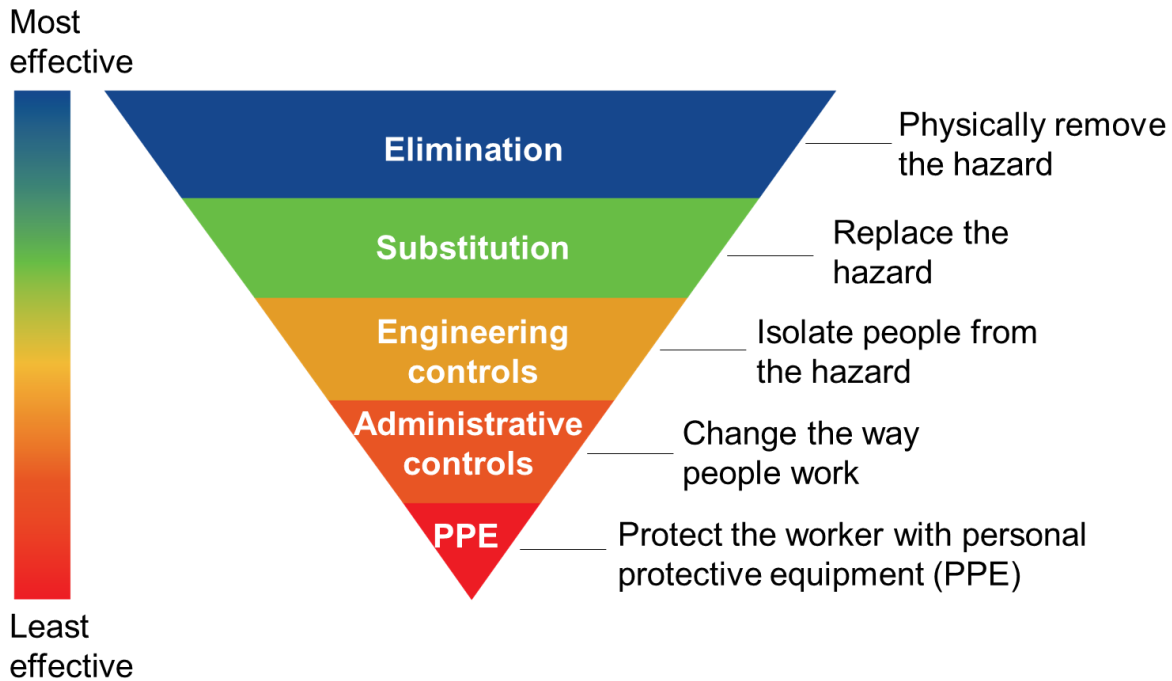 Most
effective
Elimination
Physically remove
the hazard
Substitution
Replace the
hazard
Engineering
controls
Isolate people from
the hazard
Administrative
controls
Change the way
people work
PPE
Protect the worker with personal
protective equipment (PPE)
Least
effective